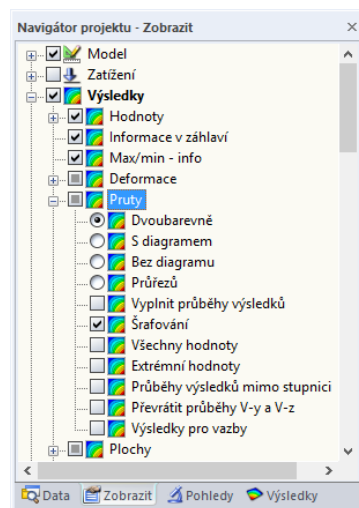 Navigátor projektu - Zobrazit
Model
Zatížení
Výsledky
Hodnoty
Informace v záhlaví
Max/min - info
Deformace
Pruty
Dvoubarevně
S diagramem
Bez diagramu
Průřezů
Vyplnit průběhy výsledků
Šrafování
Všechny hodnoty
Extrémní hodnoty
Průběhy výsledků mimo stupnici
Převrátit průběhy V-y a V-z
Výsledky pro vazby
Plochy
Data Zobrazit Pohledy Výsledky